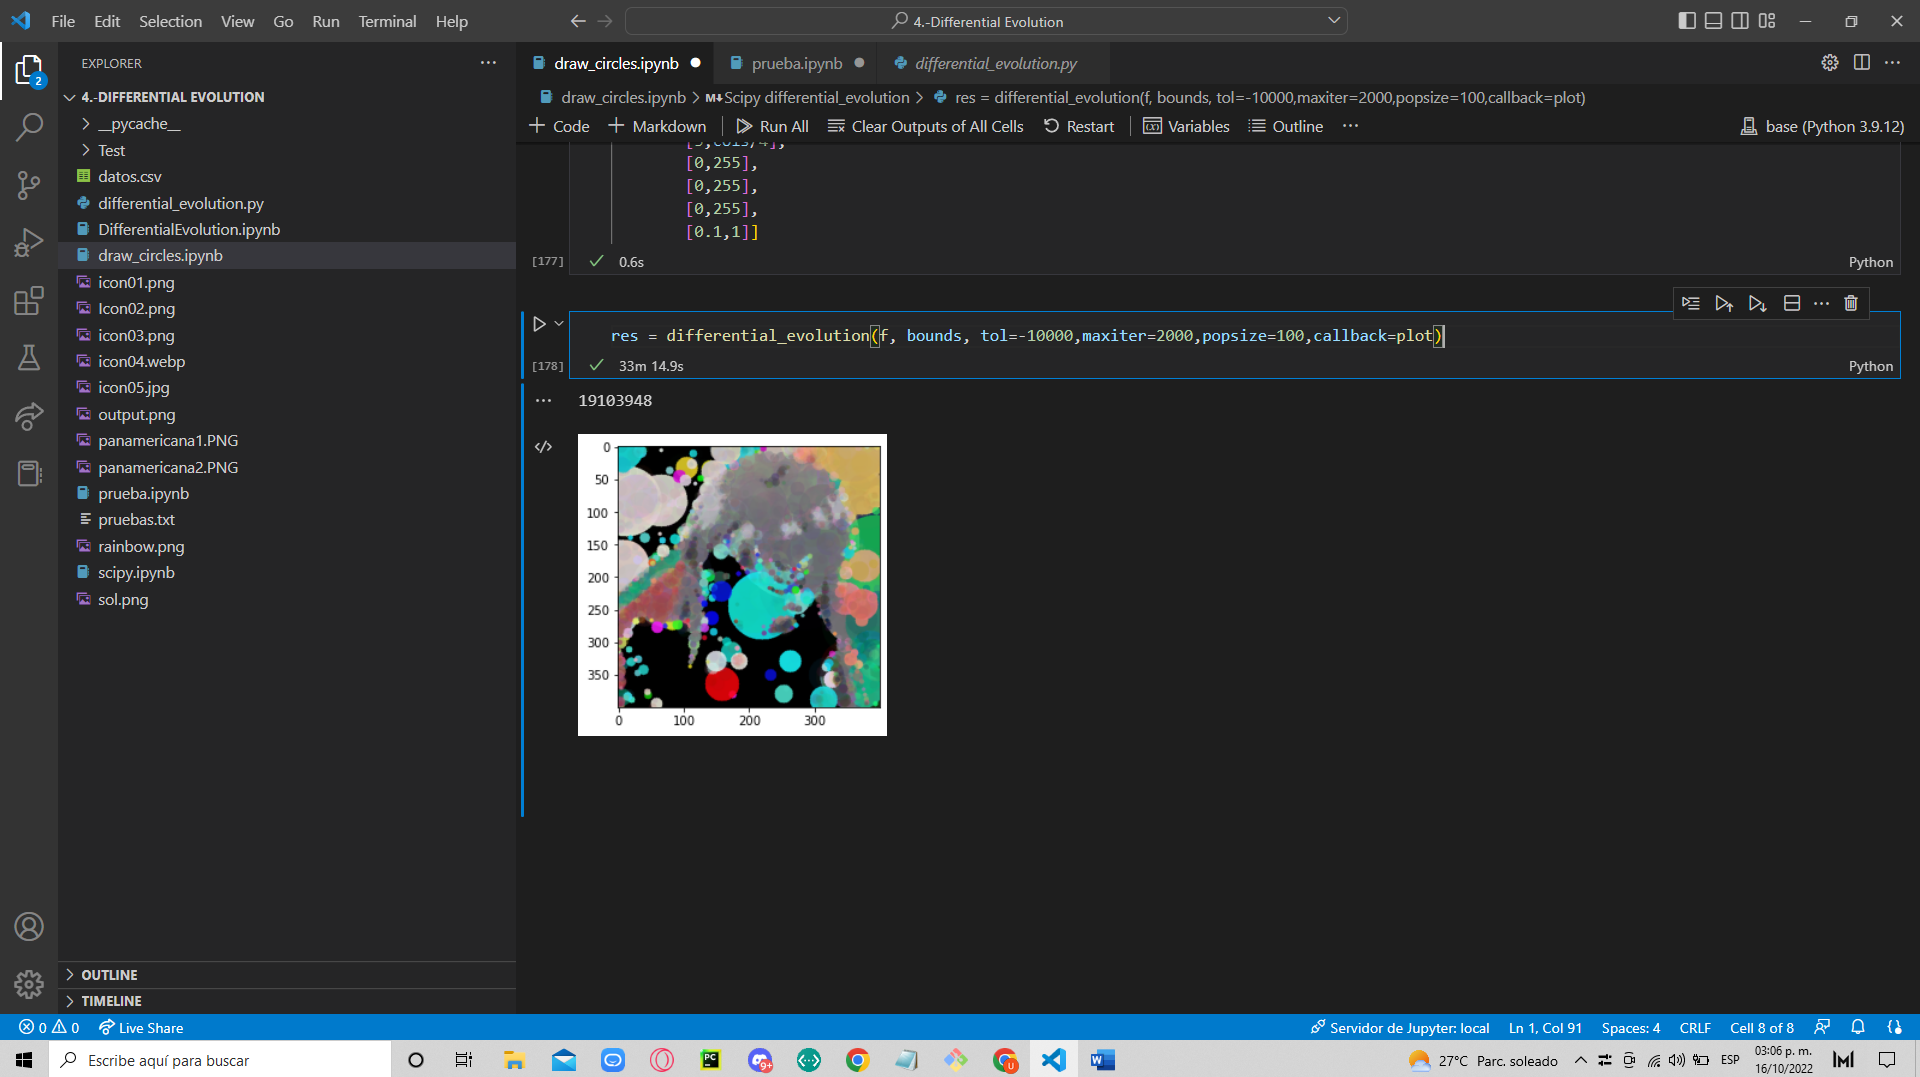 File Edit Selection View Go Run Terminal Help
4.-Differential Evolution
EXPLORER
2
4.-DIFFERENTIAL EVOLUTION
__pycache__
Test
datos.csv
differential_evolution.py
DifferentialEvolution.ipynb
draw_circles.ipynb
icon01.png
Icon02.png
icon03.png
icon04.webp
icon05.jpg
output.png
panamericana1.PNG
panamericana2.PNG
prueba.ipynb
pruebas.txt
rainbow.png
scipy.ipynb
sol.png
OUTLINE
TIMELINE
draw_circles.ipynb prueba.ipynb differential_evolution.py
draw_circles.ipynb > M↓Scipy differential_evolution > res = differential_evolution(f, bounds, tol=-10000,maxiter=2000,popsize=100,callback=plot)
Code Markdown Run All Clear Outputs of All Cells Restart Variables Outline ... base (Python 3.9.12)
[0,255],
[0,255],
[0,255],
[0.1,1]]
[177] 0.6s Python
res = differential_evolution(f, bounds, tol=-10000,maxiter=2000,popsize=100,callback=plot)
[178] 33m 14.9s Python
19103948
0
50
100
150
200
250
300
350
0 100 200 300
0 0 Live Share Servidor de Jupyter: local Ln 1, Col 91 Spaces: 4 CRLF Cell 8 of 8
Escribe aquí para buscar
PC
9+
U
W
27°C Parc. soleado ESP 03:06 p. m.
16/10/2022